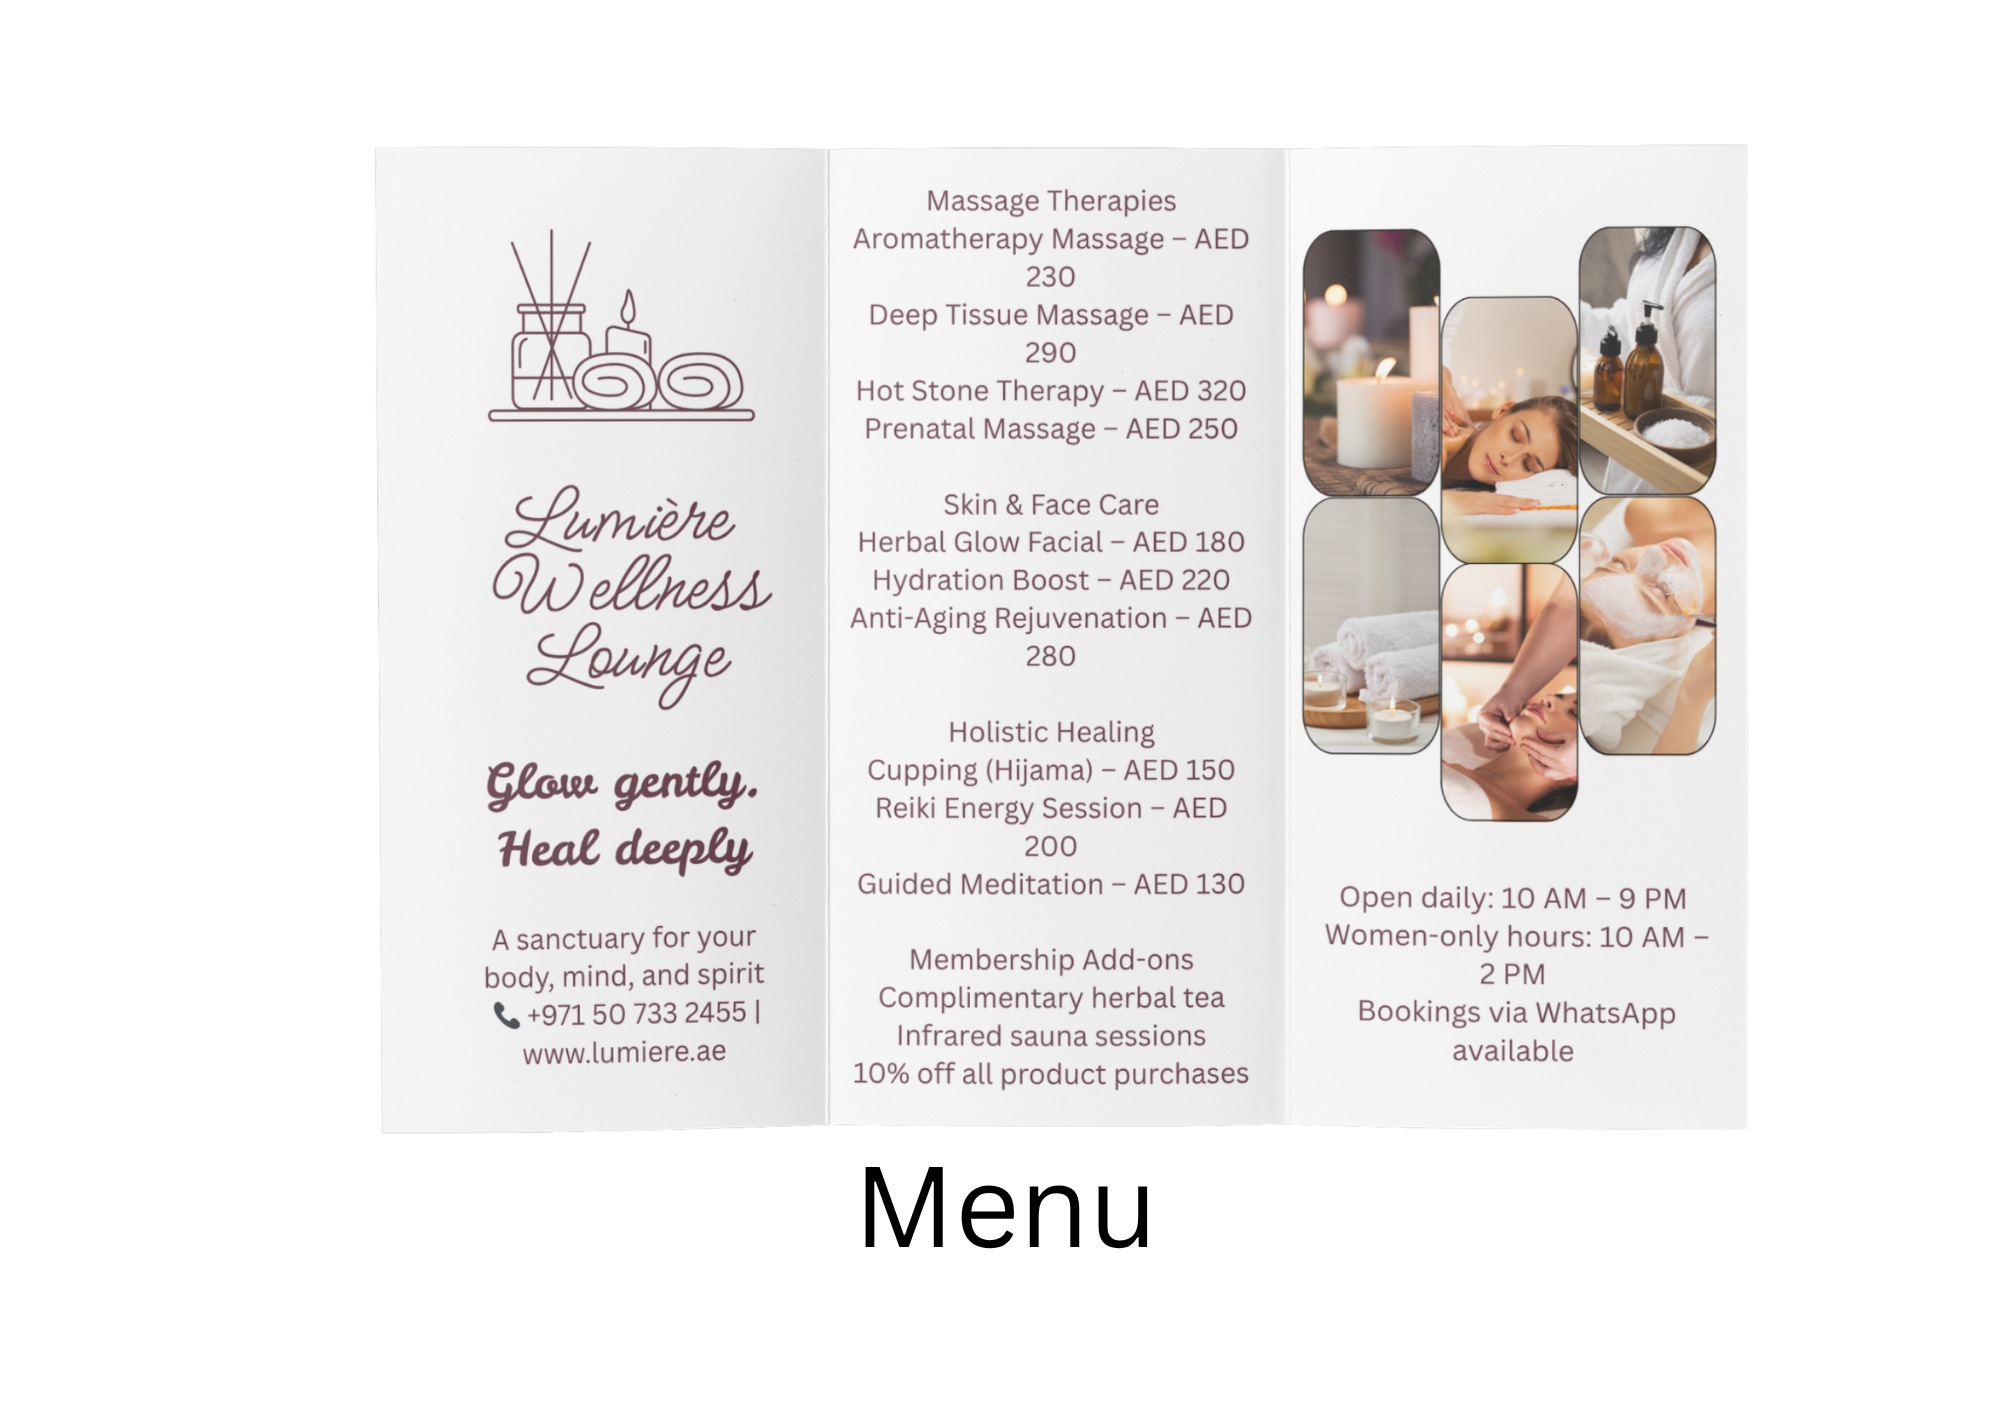 Lumière
Wellness
Lounge
Glow gently.
Heal deeply
A sanctuary for your
body, mind, and spirit
📞 +971 50 733 2455 |
www.lumiere.ae
Massage Therapies
Aromatherapy Massage – AED
230
Deep Tissue Massage – AED
290
Hot Stone Therapy – AED 320
Prenatal Massage – AED 250
Skin & Face Care
Herbal Glow Facial – AED 180
Hydration Boost – AED 220
Anti-Aging Rejuvenation – AED
280
Holistic Healing
Cupping (Hijama) – AED 150
Reiki Energy Session – AED
200
Guided Meditation – AED 130
Membership Add-ons
Complimentary herbal tea
Infrared sauna sessions
10% off all product purchases
Open daily: 10 AM – 9 PM
Women-only hours: 10 AM –
2 PM
Bookings via WhatsApp
available
Menu